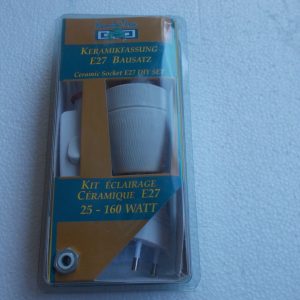 KERAMIKFASSUNG
E27 BAUSATZ
CERAMIC SOCKET E27 DIY SET
KIT ÉCLAIRAGE
CÉRAMIQUE E27
25 - 160 WATT